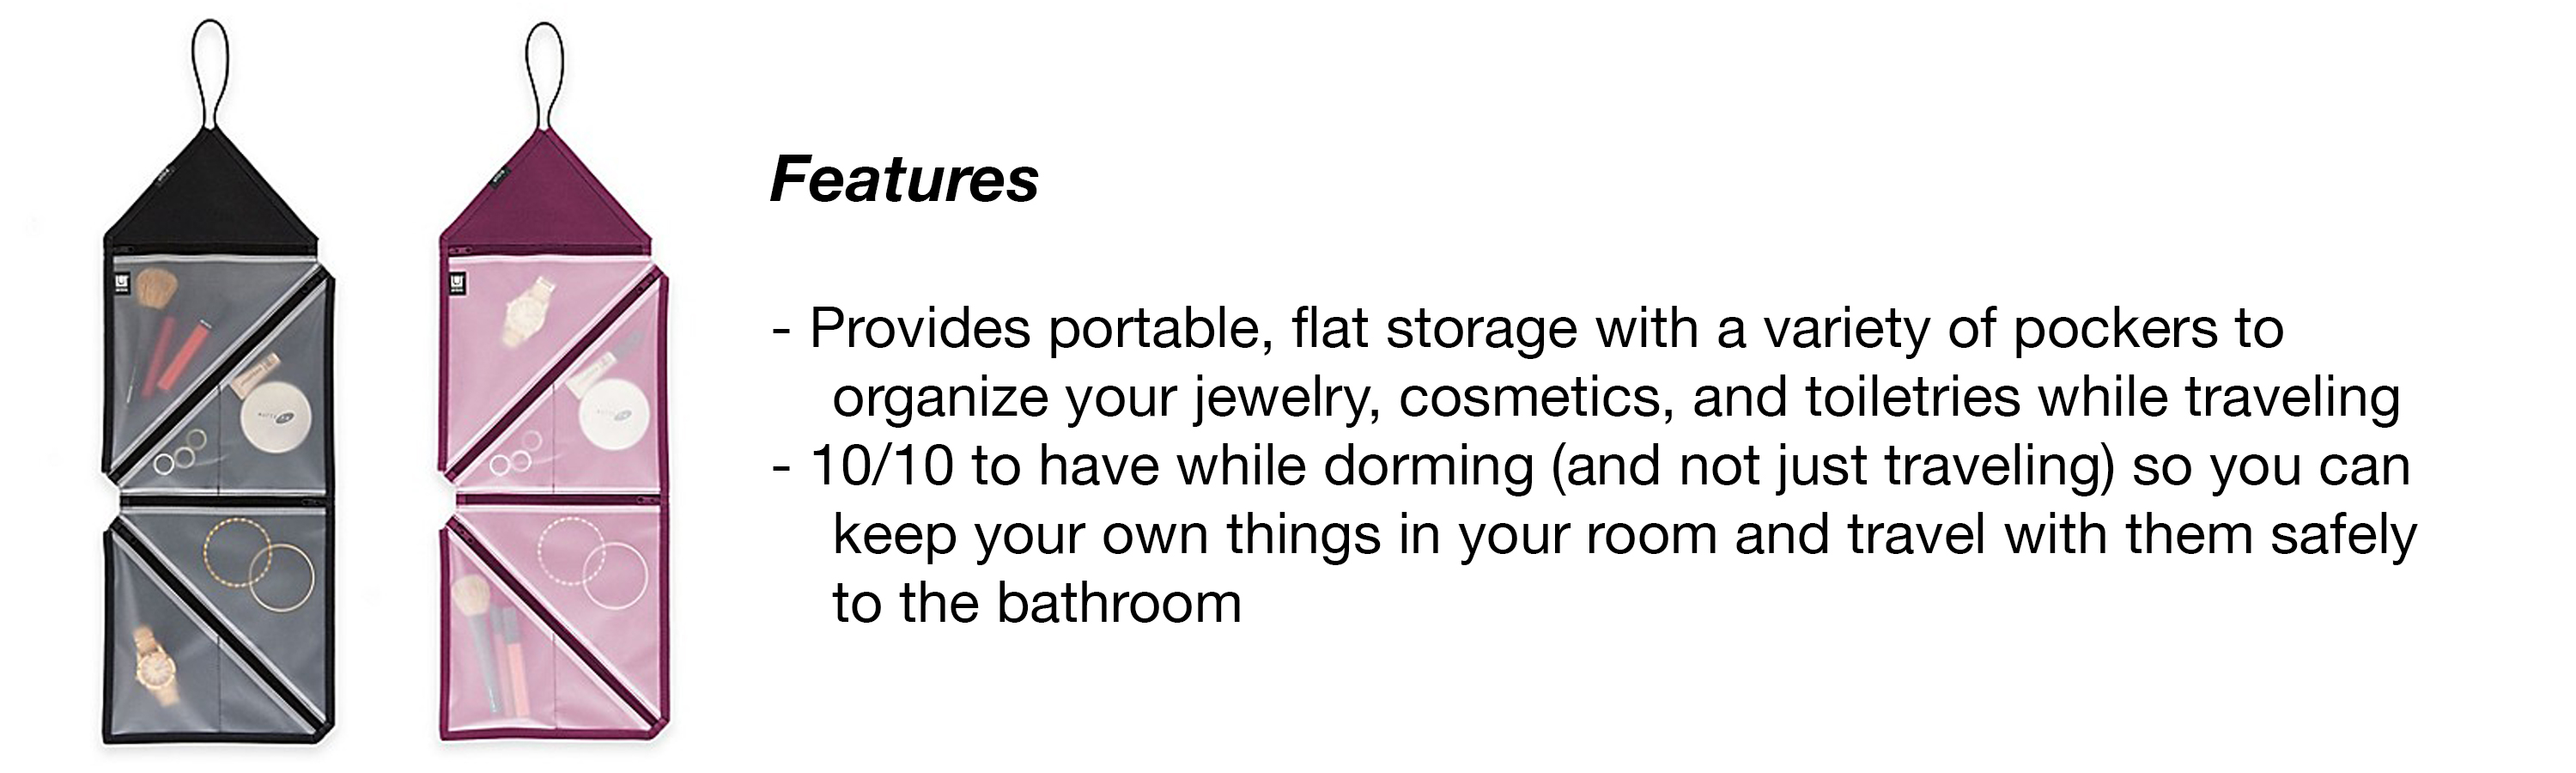 Features
- Provides portable, flat storage with a variety of pockers to
organize your jewelry, cosmetics, and toiletries while traveling
- 10/10 to have while dorming (and not just traveling) so you can
keep your own things in your room and travel with them safely
to the bathroom